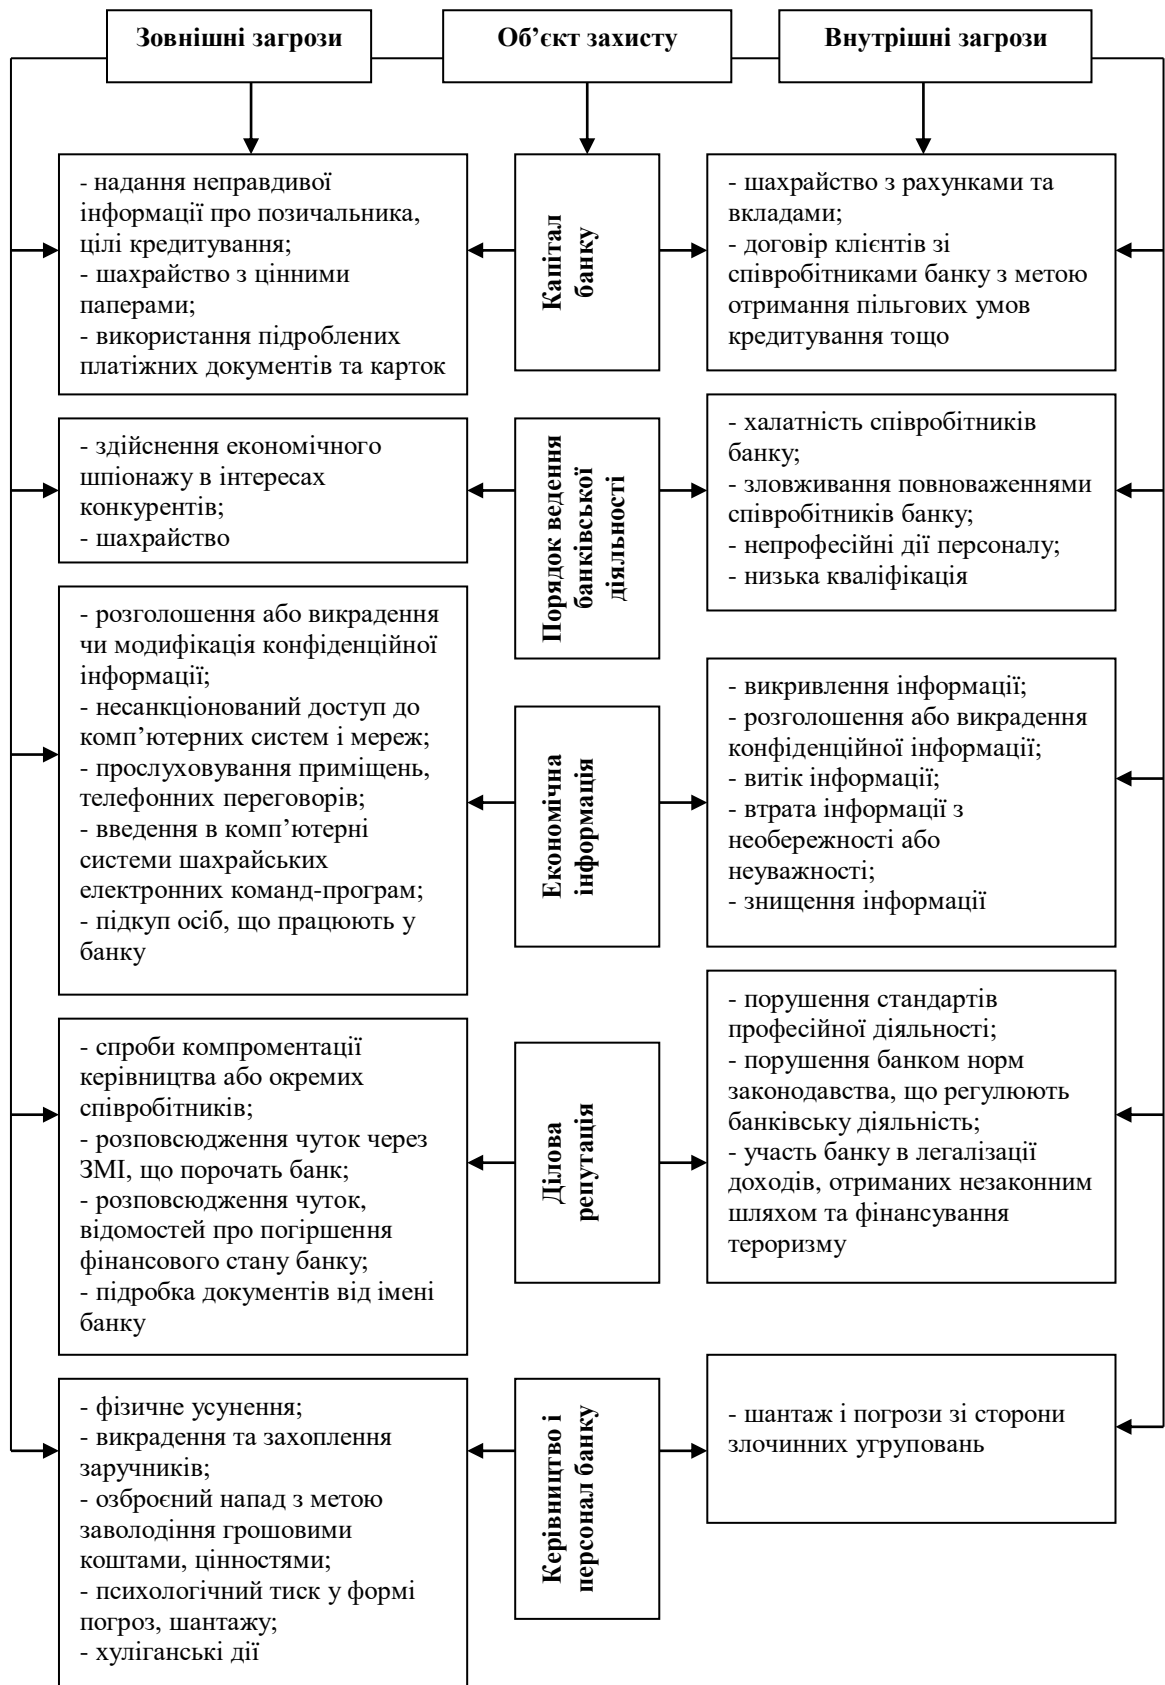 Зовнішні загрози
Об’єкт захисту
Внутрішні загрози
- надання неправдивої
інформації про позичальника,
цілі кредитування;
- шахрайство з цінними
паперами;
- використання підроблених
платіжних документів та карток
Капітал
банку
- шахрайство з рахунками та
вкладами;
- договір клієнтів зі
співробітниками банку з метою
отримання пільгових умов
кредитування тощо
- здійснення економічного
шпіонажу в інтересах
конкурентів;
- шахрайство
Порядок ведення
банківської
діяльності
- халатність співробітників
банку;
- зловживання повноваженнями
співробітників банку;
- непрофесійні дії персоналу;
- низька кваліфікація
- розголошення або викрадення
чи модифікація конфіденційної
інформації;
- несанкціонований доступ до
комп’ютерних систем і мереж;
- прослуховування приміщень,
телефонних переговорів;
- введення в комп’ютерні
системи шахрайських
електронних команд-програм;
- підкуп осіб, що працюють у
банку
Економічна
інформація
- викривлення інформації;
- розголошення або викрадення
конфіденційної інформації;
- витік інформації;
- втрата інформації з
необережності або
неуважності;
- знищення інформації
- спроби компроментації
керівництва або окремих
співробітників;
- розповсюдження чуток через
ЗМІ, що порочать банк;
- розповсюдження чуток,
відомостей про погіршення
фінансового стану банку;
- підробка документів від імені
банку
Ділова
репутація
- порушення стандартів
професійної діяльності;
- порушення банком норм
законодавства, що регулюють
банківську діяльність;
- участь банку в легалізації
доходів, отриманих незаконним
шляхом та фінансування
тероризму
- фізичне усунення;
- викрадення та захоплення
заручників;
- озброєний напад з метою
заволодіння грошовими
коштами, цінностями;
- психологічний тиск у формі
погроз, шантажу;
- хуліганські дії
Керівництво і
персонал банку
- шантаж і погрози зі сторони
злочинних угруповань